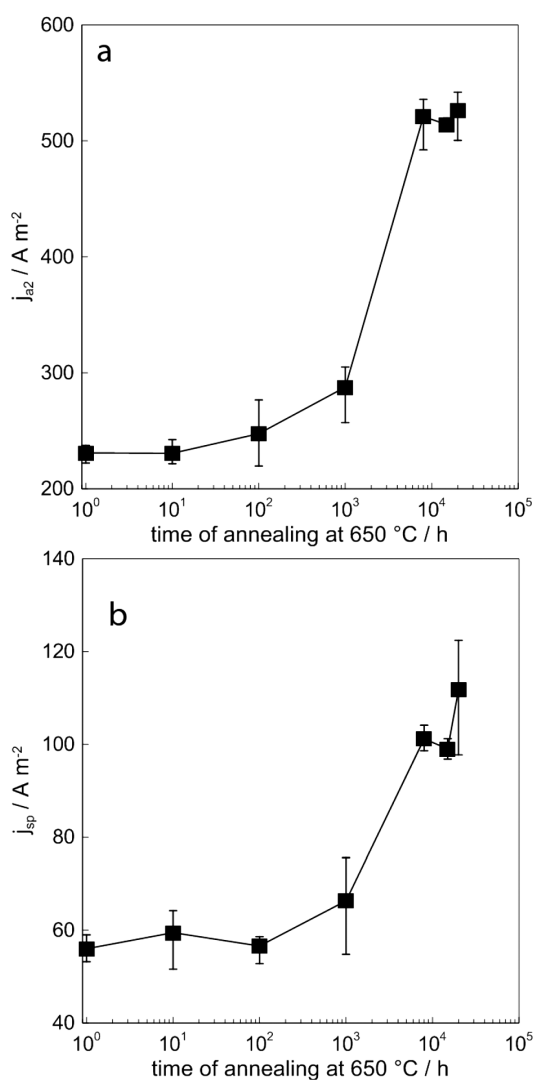 a
600
500
400
300
200
j_a2 / A m^-2
10^0 10^1 10^2 10^3 10^4 10^5
time of annealing at 650 °C / h
b
140
120
100
80
60
40
j_sp / A m^-2
10^0 10^1 10^2 10^3 10^4 10^5
time of annealing at 650 °C / h